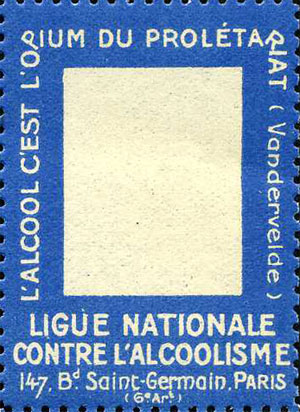 L'ALCOOL C'EST L'OPIUM DU PROLÉTARIAT (Vandervelde)
LIGUE NATIONALE
CONTRE L'ALCOOLISME
147, Bd Saint-Germain, PARIS
(6e Art)